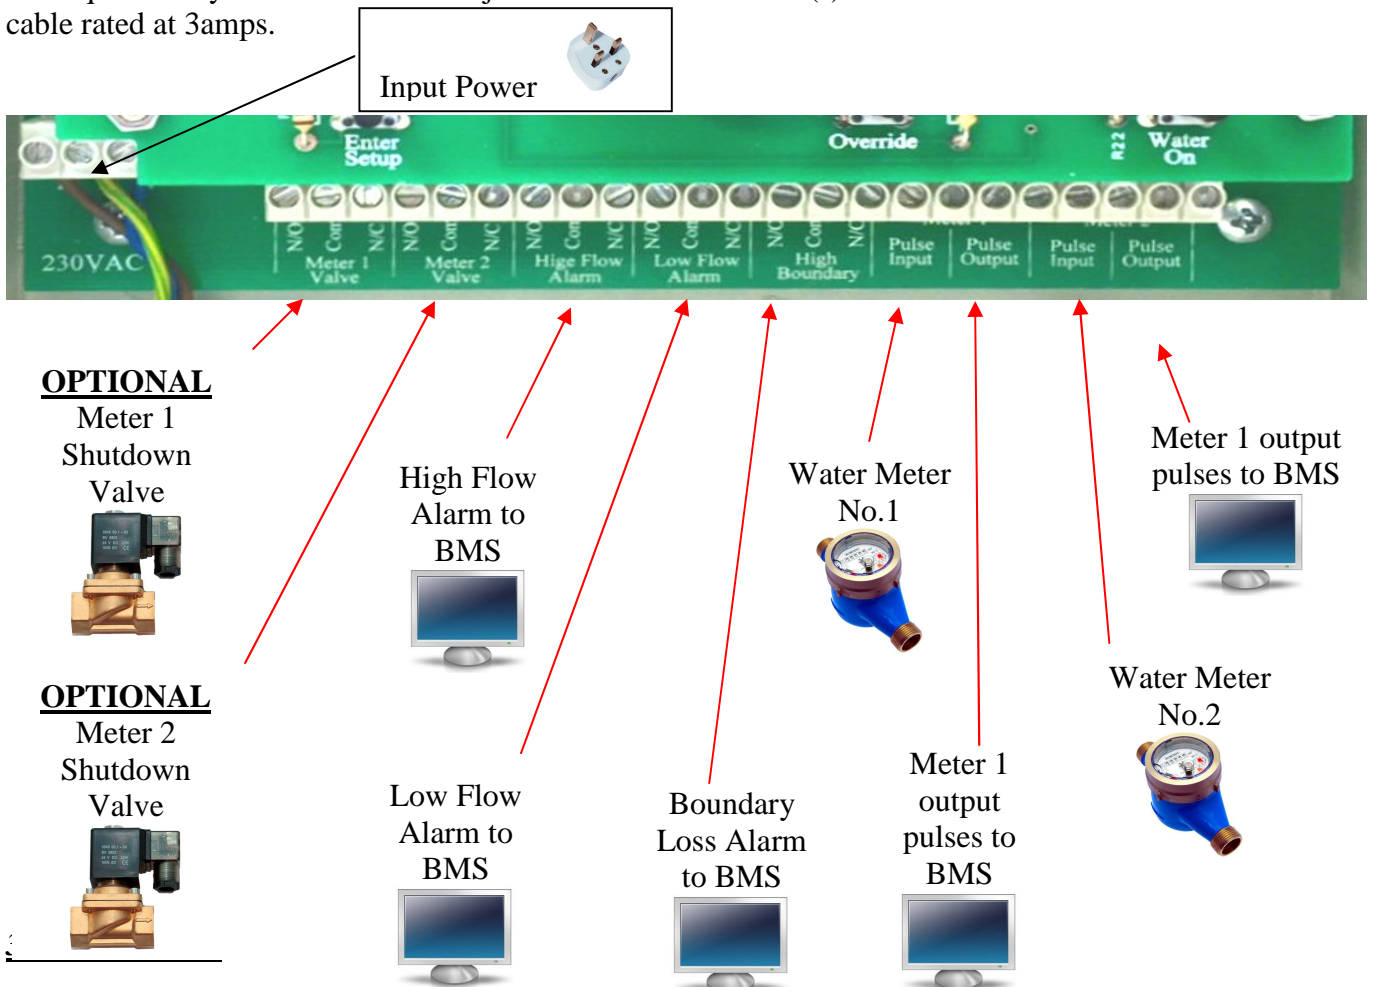 cable rated at 3amps.
Input Power
Enter
Setup
Override
R22
Water
On
230VAC
N/O Com N/C N/O Com N/C N/O Com N/C N/O Com N/C N/O Com N/C
Meter 1
Valve
Meter 2
Valve
Hige Flow
Alarm
Low Flow
Alarm
High
Boundary
Pulse
Input
Pulse
Output
Pulse
Input
Pulse
Output
OPTIONAL
Meter 1
Shutdown
Valve
High Flow
Alarm to
BMS
Water Meter
No.1
Meter 1 output
pulses to BMS
OPTIONAL
Meter 2
Shutdown
Valve
Low Flow
Alarm to
BMS
Boundary
Loss Alarm
to BMS
Meter 1
output
pulses to
BMS
Water Meter
No.2